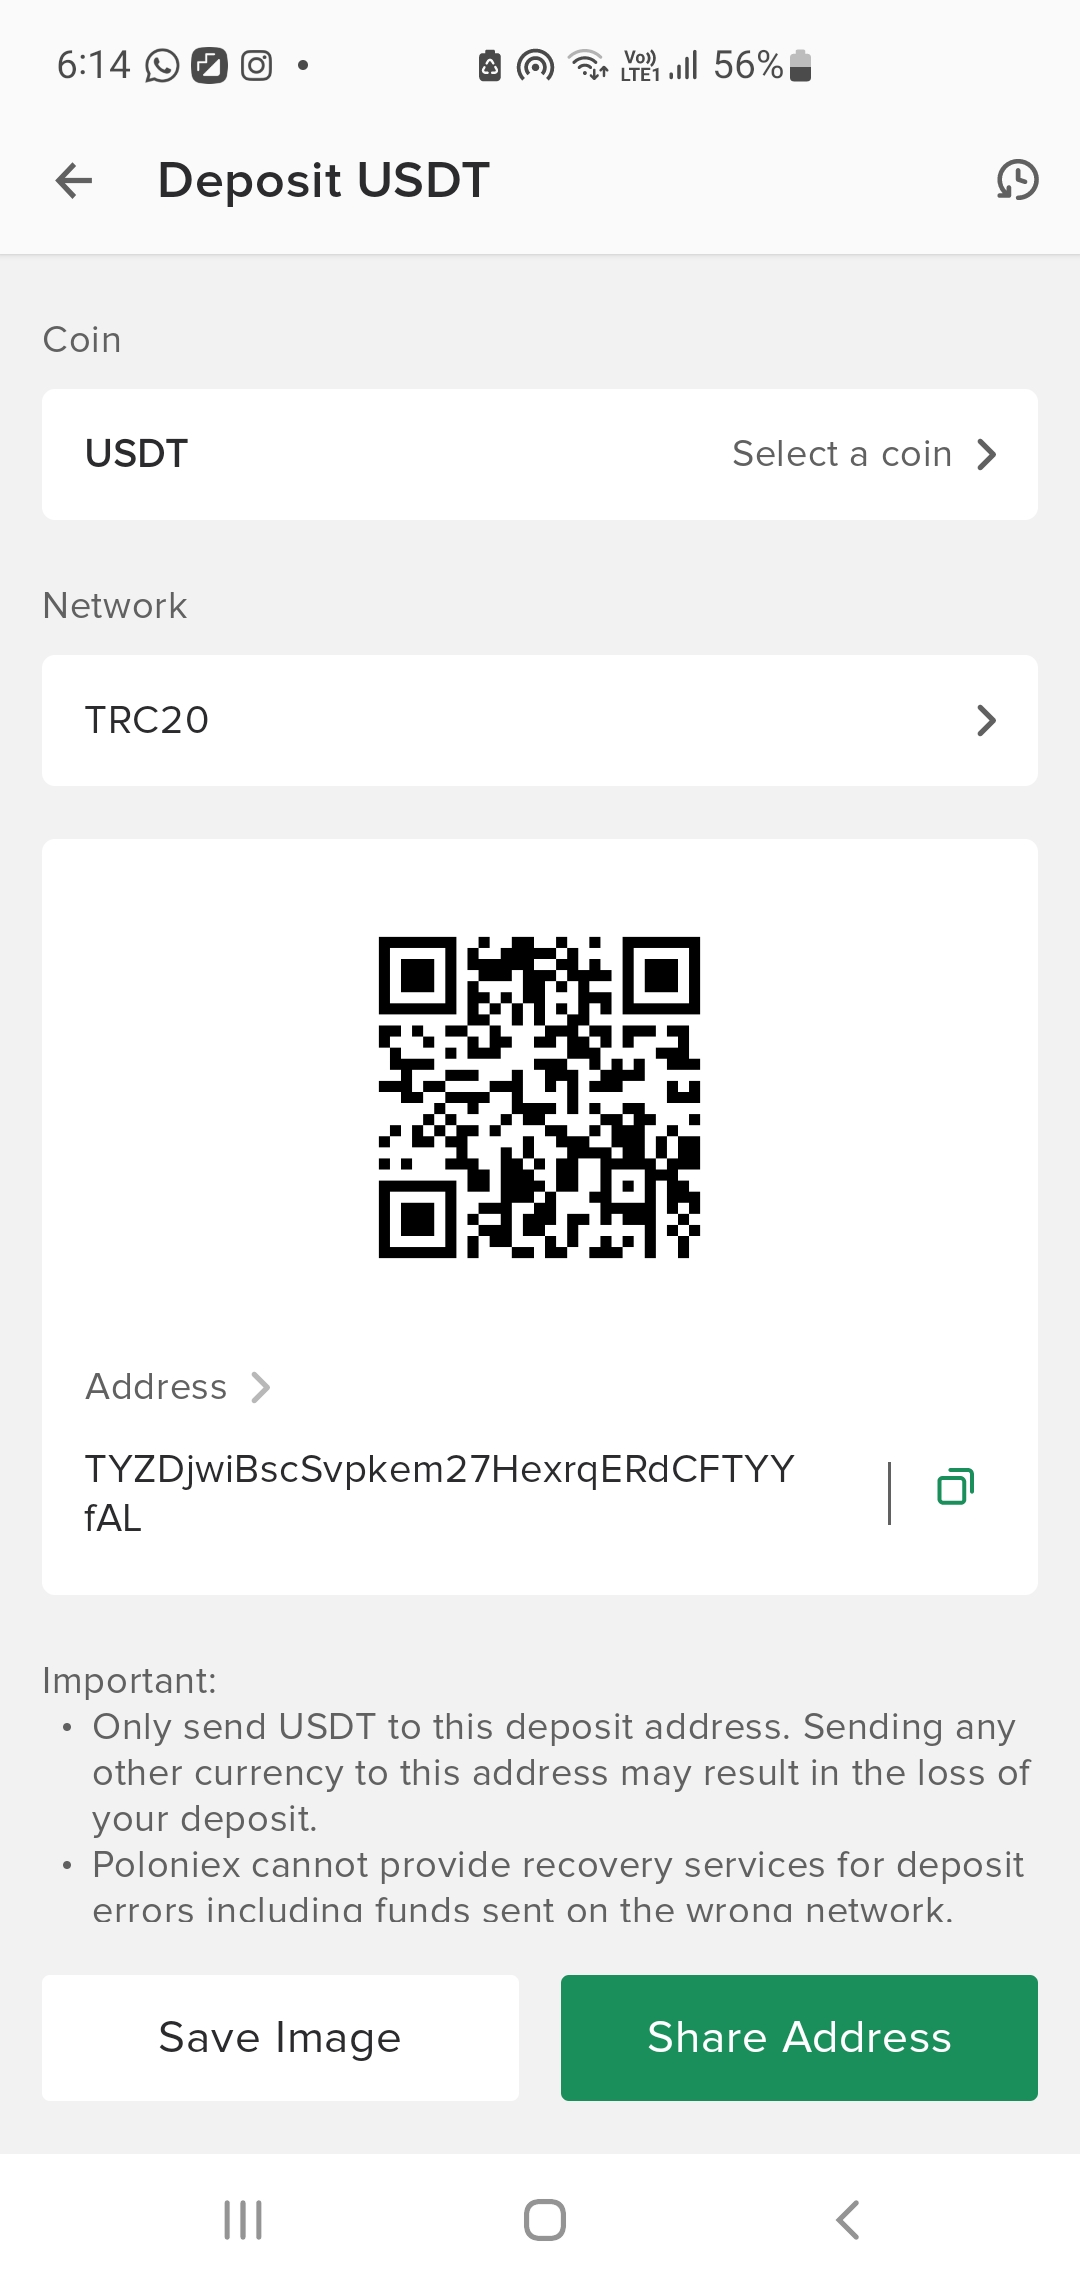 6:14 Vo)) LTE1 56%
Deposit USDT
Coin
USDT Select a coin
Network
TRC20
Address
TYZDjwiBscSvpkem27HexrqERdCFTYY
fAL
Important:
• Only send USDT to this deposit address. Sending any
other currency to this address may result in the loss of
your deposit.
• Poloniex cannot provide recovery services for deposit
errors including funds sent on the wrong network.
Save Image Share Address